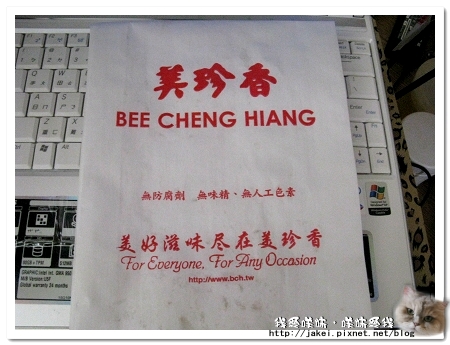 美珍香
BEE CHENG HIANG
無防腐劑 無味精、無人工色素
美好滋味尽在美珍香
For Everyone, For Any Occasion
http://www.bch.tw
http://jakei.pixnet.net/blog